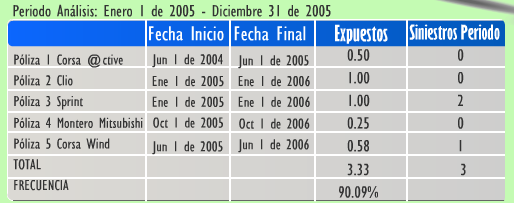 Periodo Análisis: Enero 1 de 2005 - Diciembre 31 de 2005
Fecha Inicio Fecha Final Expuestos Siniestros Periodo
Póliza 1 Corsa @ctive Jun 1 de 2004 Jun 1 de 2005 0.50 0
Póliza 2 Clio Ene 1 de 2005 Ene 1 de 2006 1.00 0
Póliza 3 Sprint Ene 1 de 2005 Ene 1 de 2006 1.00 2
Póliza 4 Montero Mitsubishi Oct 1 de 2005 Oct 1 de 2006 0.25 0
Póliza 5 Corsa Wind Jun 1 de 2005 Jun 1 de 2006 0.58 1
TOTAL 3.33 3
FRECUENCIA 90.09%